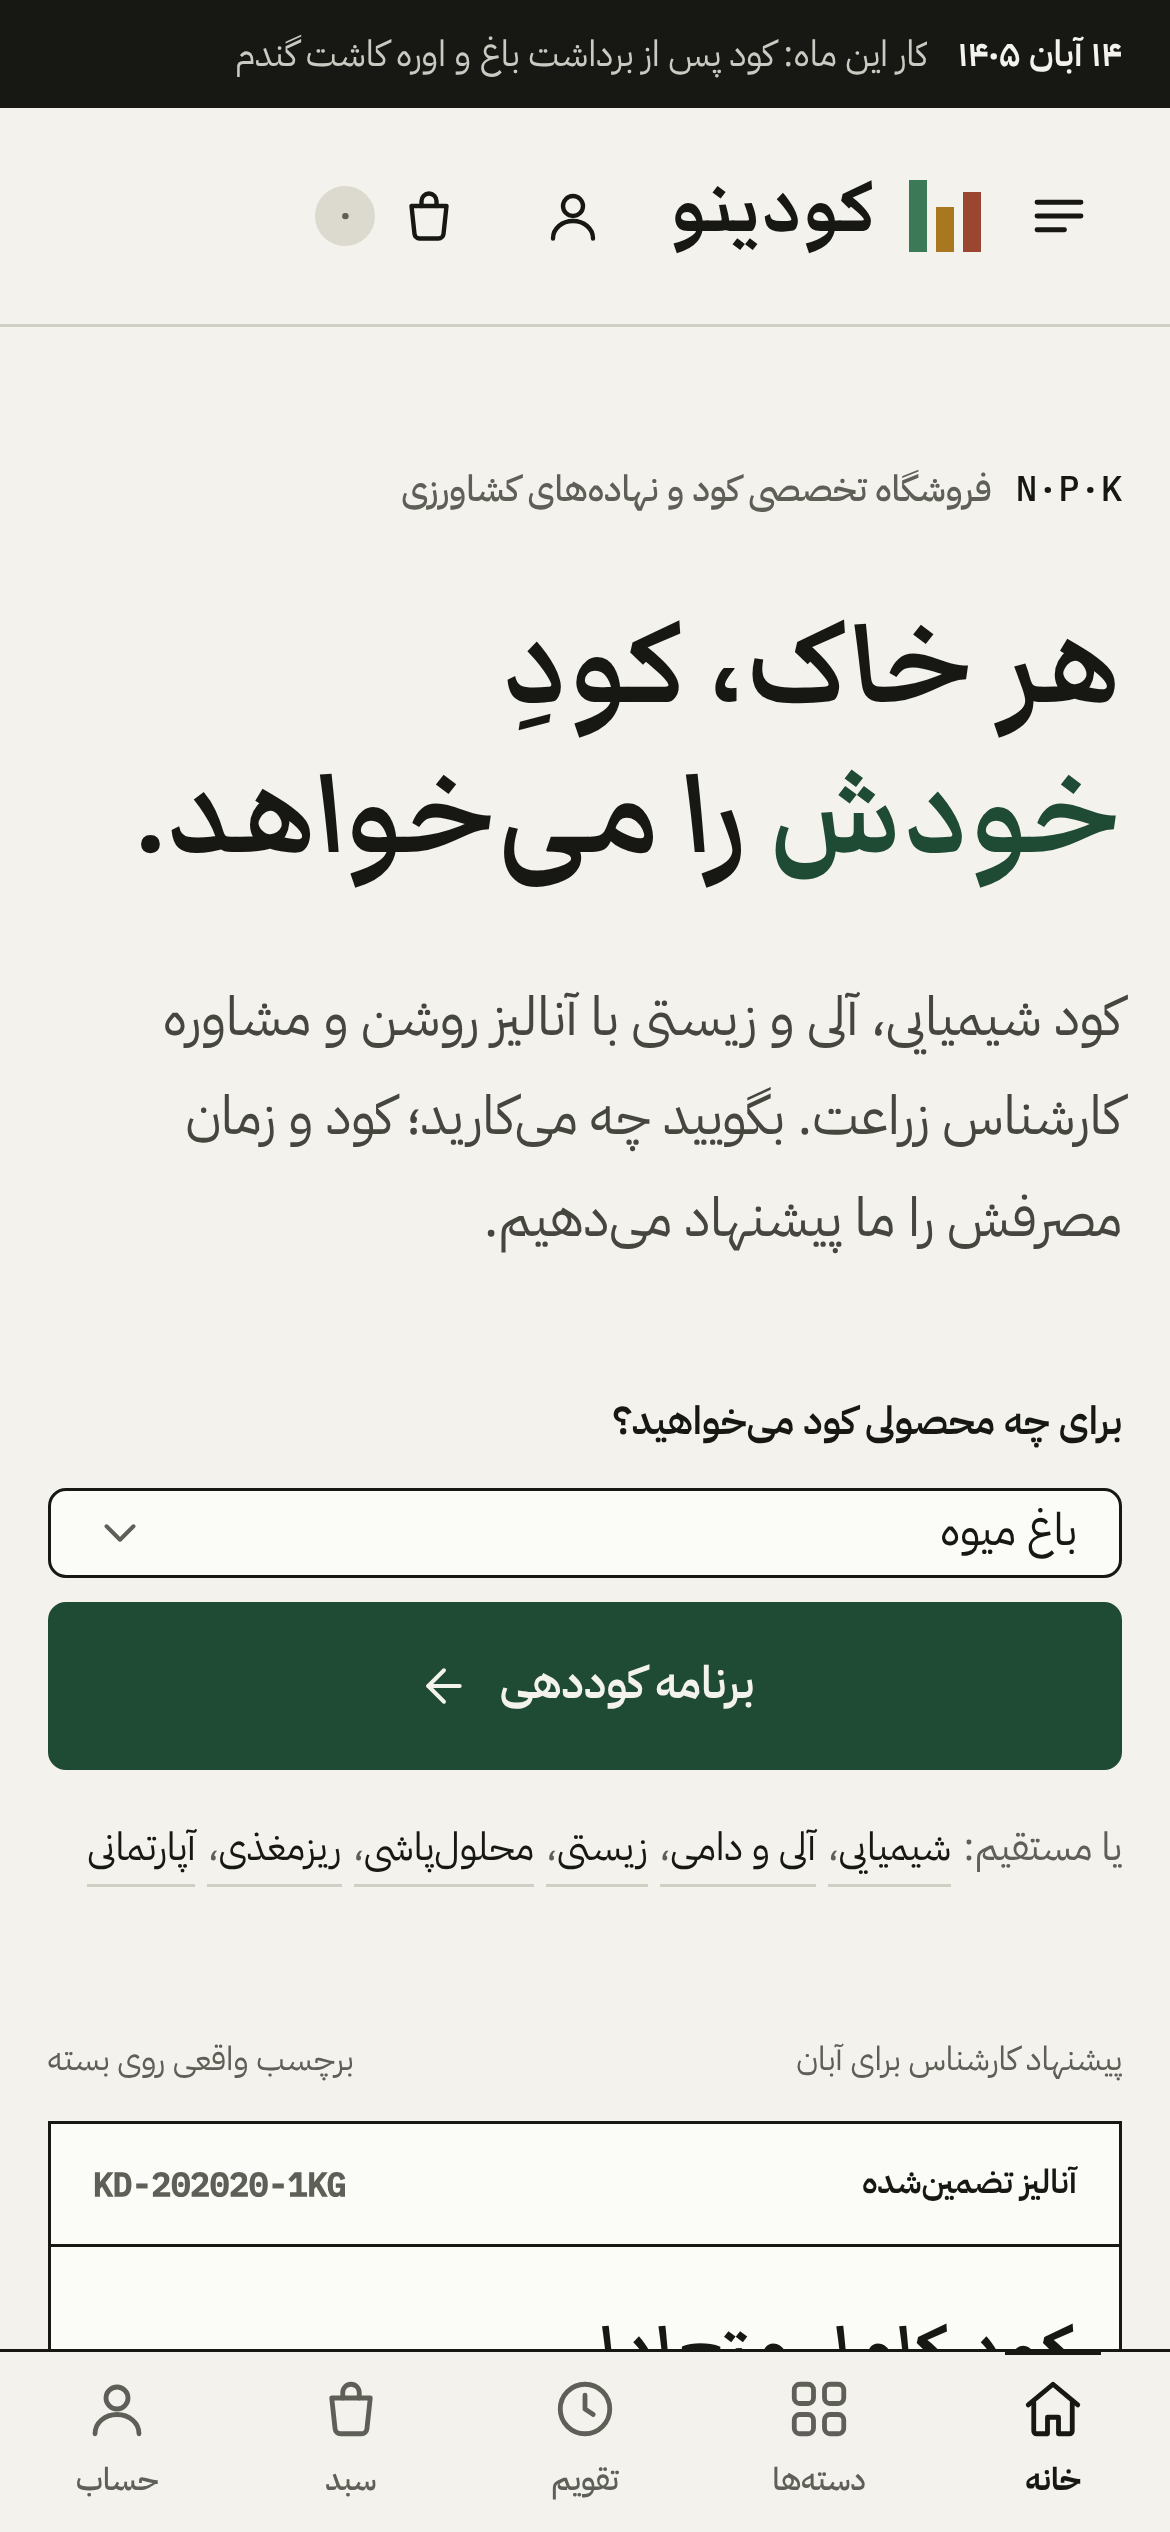 ۱۴ آبان ۱۴۰۵ کار این ماه: کود پس از برداشت باغ و اوره کاشت گندم
کودینو
۰
N·P·K فروشگاه تخصصی کود و نهاده‌های کشاورزی
هر خاک، کودِ
خودش را می‌خواهد.
کود شیمیایی، آلی و زیستی با آنالیز روشن و مشاوره
کارشناس زراعت. بگویید چه می‌کارید؛ کود و زمان
مصرفش را ما پیشنهاد می‌دهیم.
برای چه محصولی کود می‌خواهید؟
باغ میوه
برنامه کوددهی
یا مستقیم: شیمیایی، آلی و دامی، زیستی، محلول‌پاشی، ریزمغذی، آپارتمانی
پیشنهاد کارشناس برای آبان
برچسب واقعی روی بسته
آنالیز تضمین‌شده
KD-202020-1KG
کود کامل متعادل
خانه
دسته‌ها
تقویم
سبد
حساب